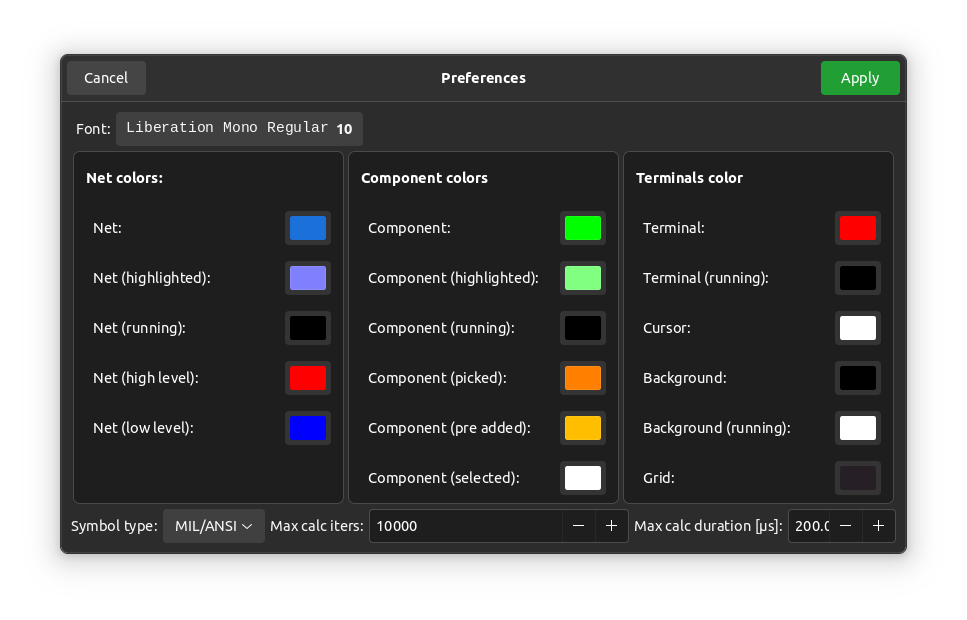 Cancel
Preferences
Apply
Font: Liberation Mono Regular 10
Net colors:
Net:
Net (highlighted):
Net (running):
Net (high level):
Net (low level):
Component colors
Component:
Component (highlighted):
Component (running):
Component (picked):
Component (pre added):
Component (selected):
Terminals color
Terminal:
Terminal (running):
Cursor:
Background:
Background (running):
Grid:
Symbol type: MIL/ANSI Max calc iters: 10000 − + Max calc duration [µs]: 200.0 − +